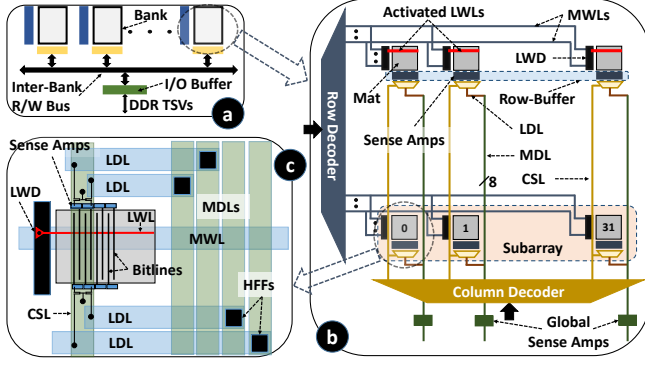 Bank
Inter-Bank
R/W Bus
I/O Buffer
DDR TSVs
a
Activated LWLs
MWLs
LWD
Mat
Row-Buffer
Sense Amps
LDL
MDL
8
CSL
Row Decoder
0
1
31
Subarray
Column Decoder
Global
Sense Amps
b
Sense Amps
c
LDL
LDL
LWD
MDLs
LWL
MWL
Bitlines
HFFs
CSL
LDL
LDL